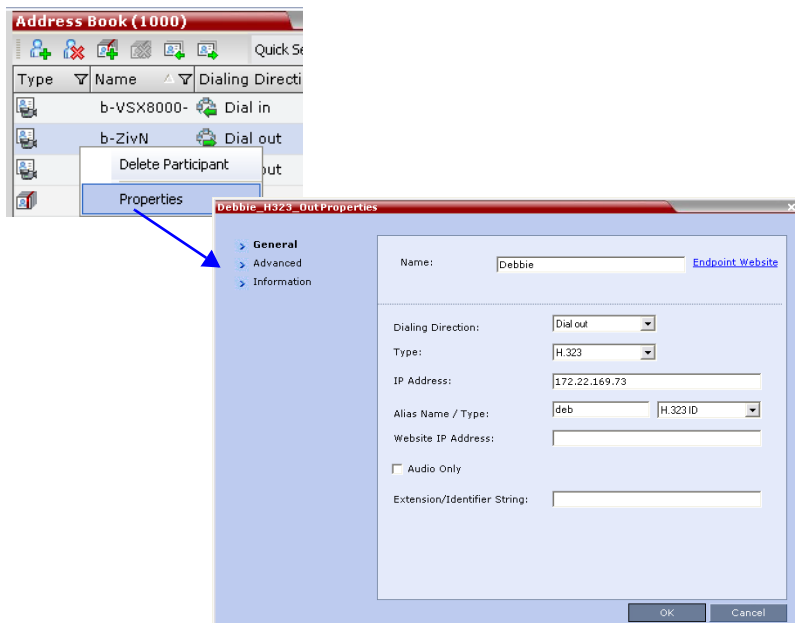 Address Book (1000)
Quick Se
Type Name Dialing Directi
b-VSX8000- Dial in
b-ZivN Dial out
Delete Participant out
Properties
Debbie_H323_OutProperties
General
Advanced
Information
Name: Debbie Endpoint Website
Dialing Direction: Dial out
Type: H.323
IP Address: 172.22.169.73
Alias Name / Type: deb H.323 ID
Website IP Address:
Audio Only
Extension/Identifier String:
OK Cancel